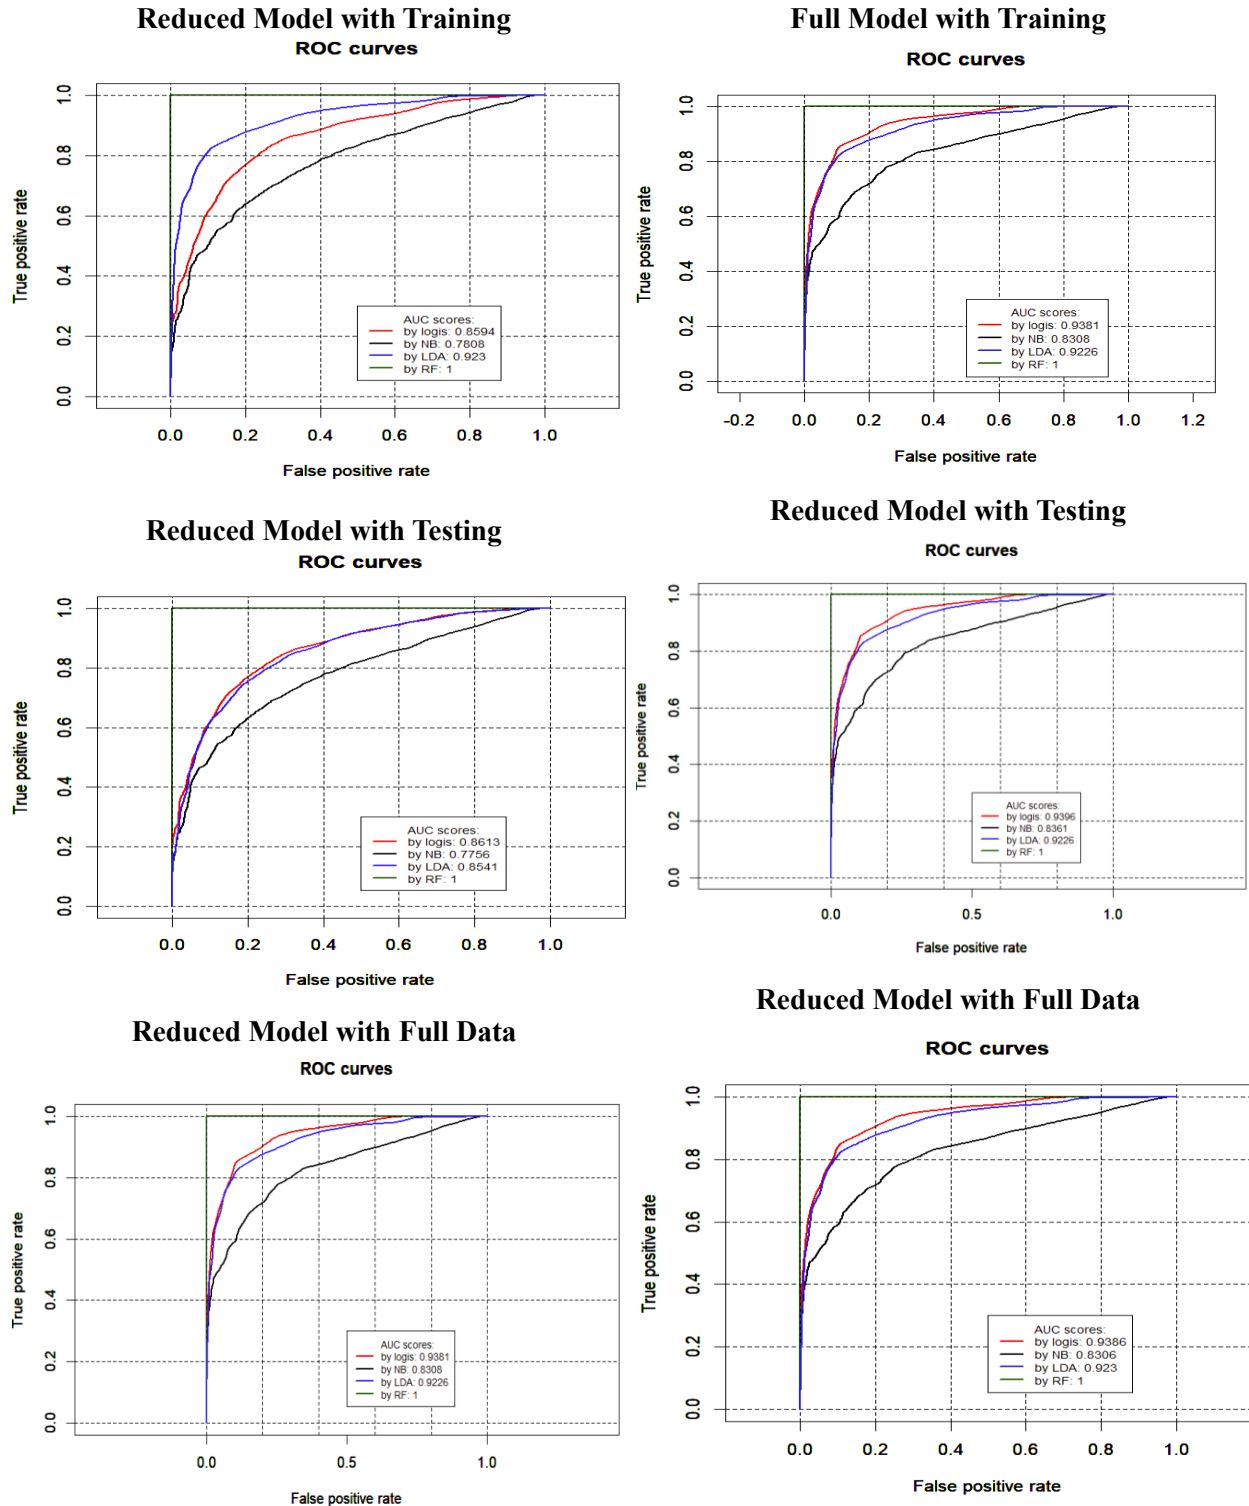 Reduced Model with Training
ROC curves
True positive rate
1.0
0.8
0.6
0.4
0.2
0.0
AUC scores:
by logis: 0.8594
by NB: 0.7808
by LDA: 0.923
by RF: 1
0.0 0.2 0.4 0.6 0.8 1.0
False positive rate
Full Model with Training
ROC curves
True positive rate
1.0
0.8
0.6
0.4
0.2
0.0
AUC scores:
by logis: 0.9381
by NB: 0.8308
by LDA: 0.9226
by RF: 1
-0.2 0.0 0.2 0.4 0.6 0.8 1.0 1.2
False positive rate
Reduced Model with Testing
ROC curves
True positive rate
1.0
0.8
0.6
0.4
0.2
0.0
AUC scores:
by logis: 0.8613
by NB: 0.7756
by LDA: 0.8541
by RF: 1
0.0 0.2 0.4 0.6 0.8 1.0
False positive rate
Reduced Model with Testing
ROC curves
True positive rate
1.0
0.8
0.6
0.4
0.2
0.0
AUC scores:
by logis: 0.9396
by NB: 0.8361
by LDA: 0.9226
by RF: 1
0.0 0.5 1.0
False positive rate
Reduced Model with Full Data
ROC curves
True positive rate
1.0
0.8
0.6
0.4
0.2
0.0
AUC scores:
by logis: 0.9381
by NB: 0.8308
by LDA: 0.9226
by RF: 1
0.0 0.5 1.0
False positive rate
Reduced Model with Full Data
ROC curves
True positive rate
1.0
0.8
0.6
0.4
0.2
0.0
AUC scores:
by logis: 0.9386
by NB: 0.8306
by LDA: 0.923
by RF: 1
0.0 0.2 0.4 0.6 0.8 1.0
False positive rate